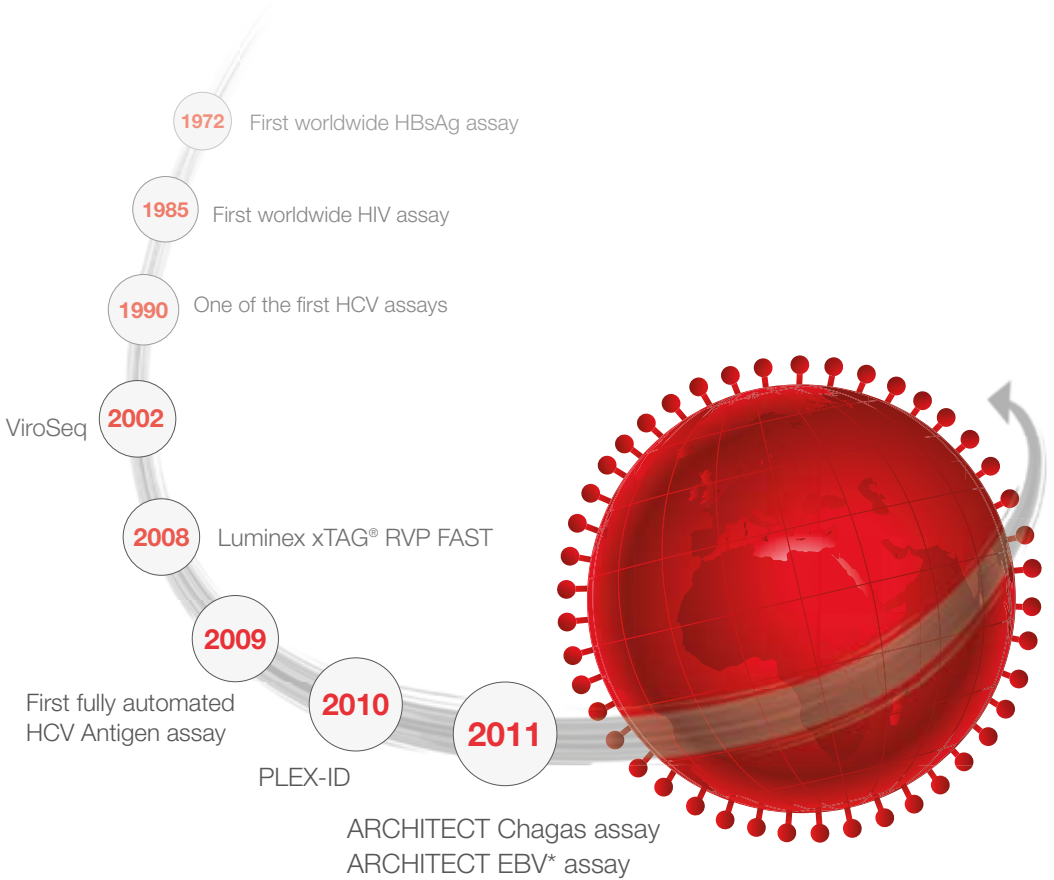 1972 First worldwide HBsAg assay
1985 First worldwide HIV assay
1990 One of the first HCV assays
ViroSeq 2002
2008 Luminex xTAG® RVP FAST
2009
First fully automated
HCV Antigen assay
2010
PLEX-ID
2011
ARCHITECT Chagas assay
ARCHITECT EBV* assay